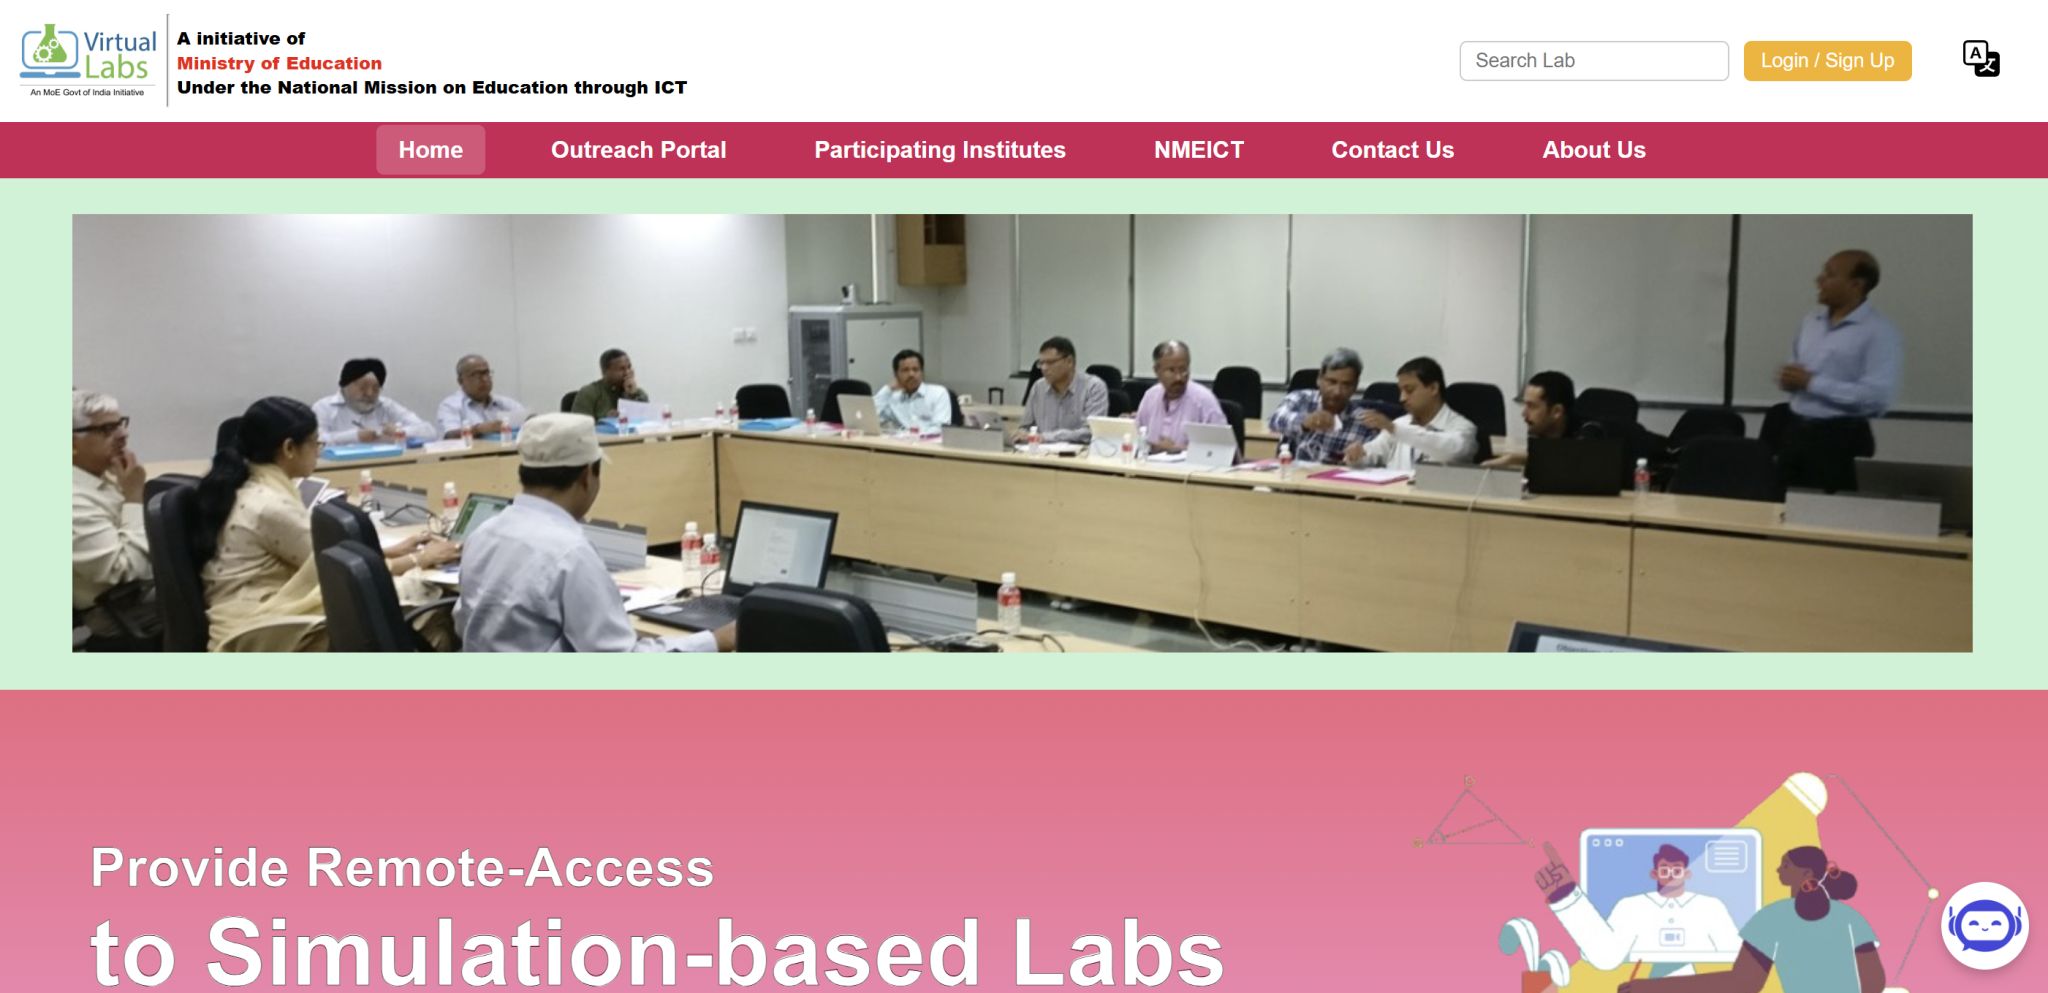 Virtual
Labs
An MoE Govt of India Initiative
A initiative of
Ministry of Education
Under the National Mission on Education through ICT
Search Lab
Login / Sign Up
A
Home
Outreach Portal
Participating Institutes
NMEICT
Contact Us
About Us
Provide Remote-Access
to Simulation-based Labs